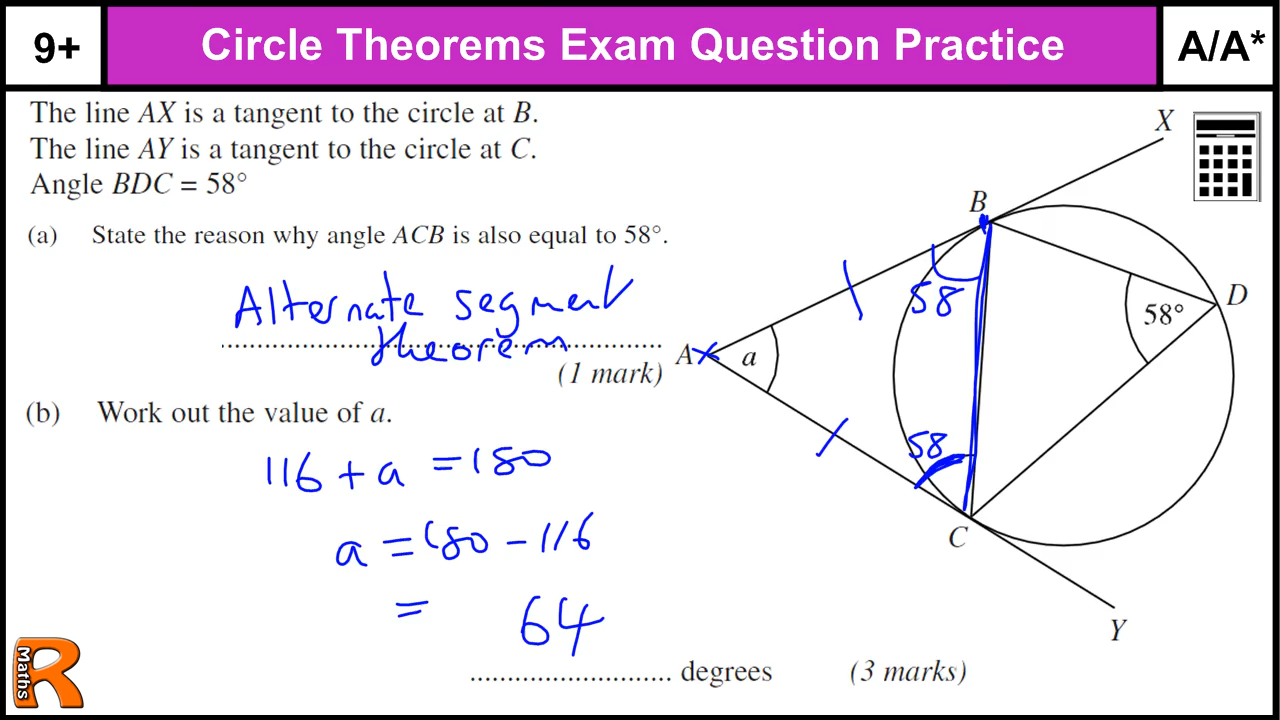 9+
Circle Theorems Exam Question Practice
A/A*
The line AX is a tangent to the circle at B.
The line AY is a tangent to the circle at C.
Angle BDC = 58°
(a) State the reason why angle ACB is also equal to 58°.
Alternate segment
theorem
(1 mark)
(b) Work out the value of a.
116 + a = 180
a = 180 - 116
= 64
degrees (3 marks)
X
B
58
58°
D
A
a
58
C
Y
R
Maths